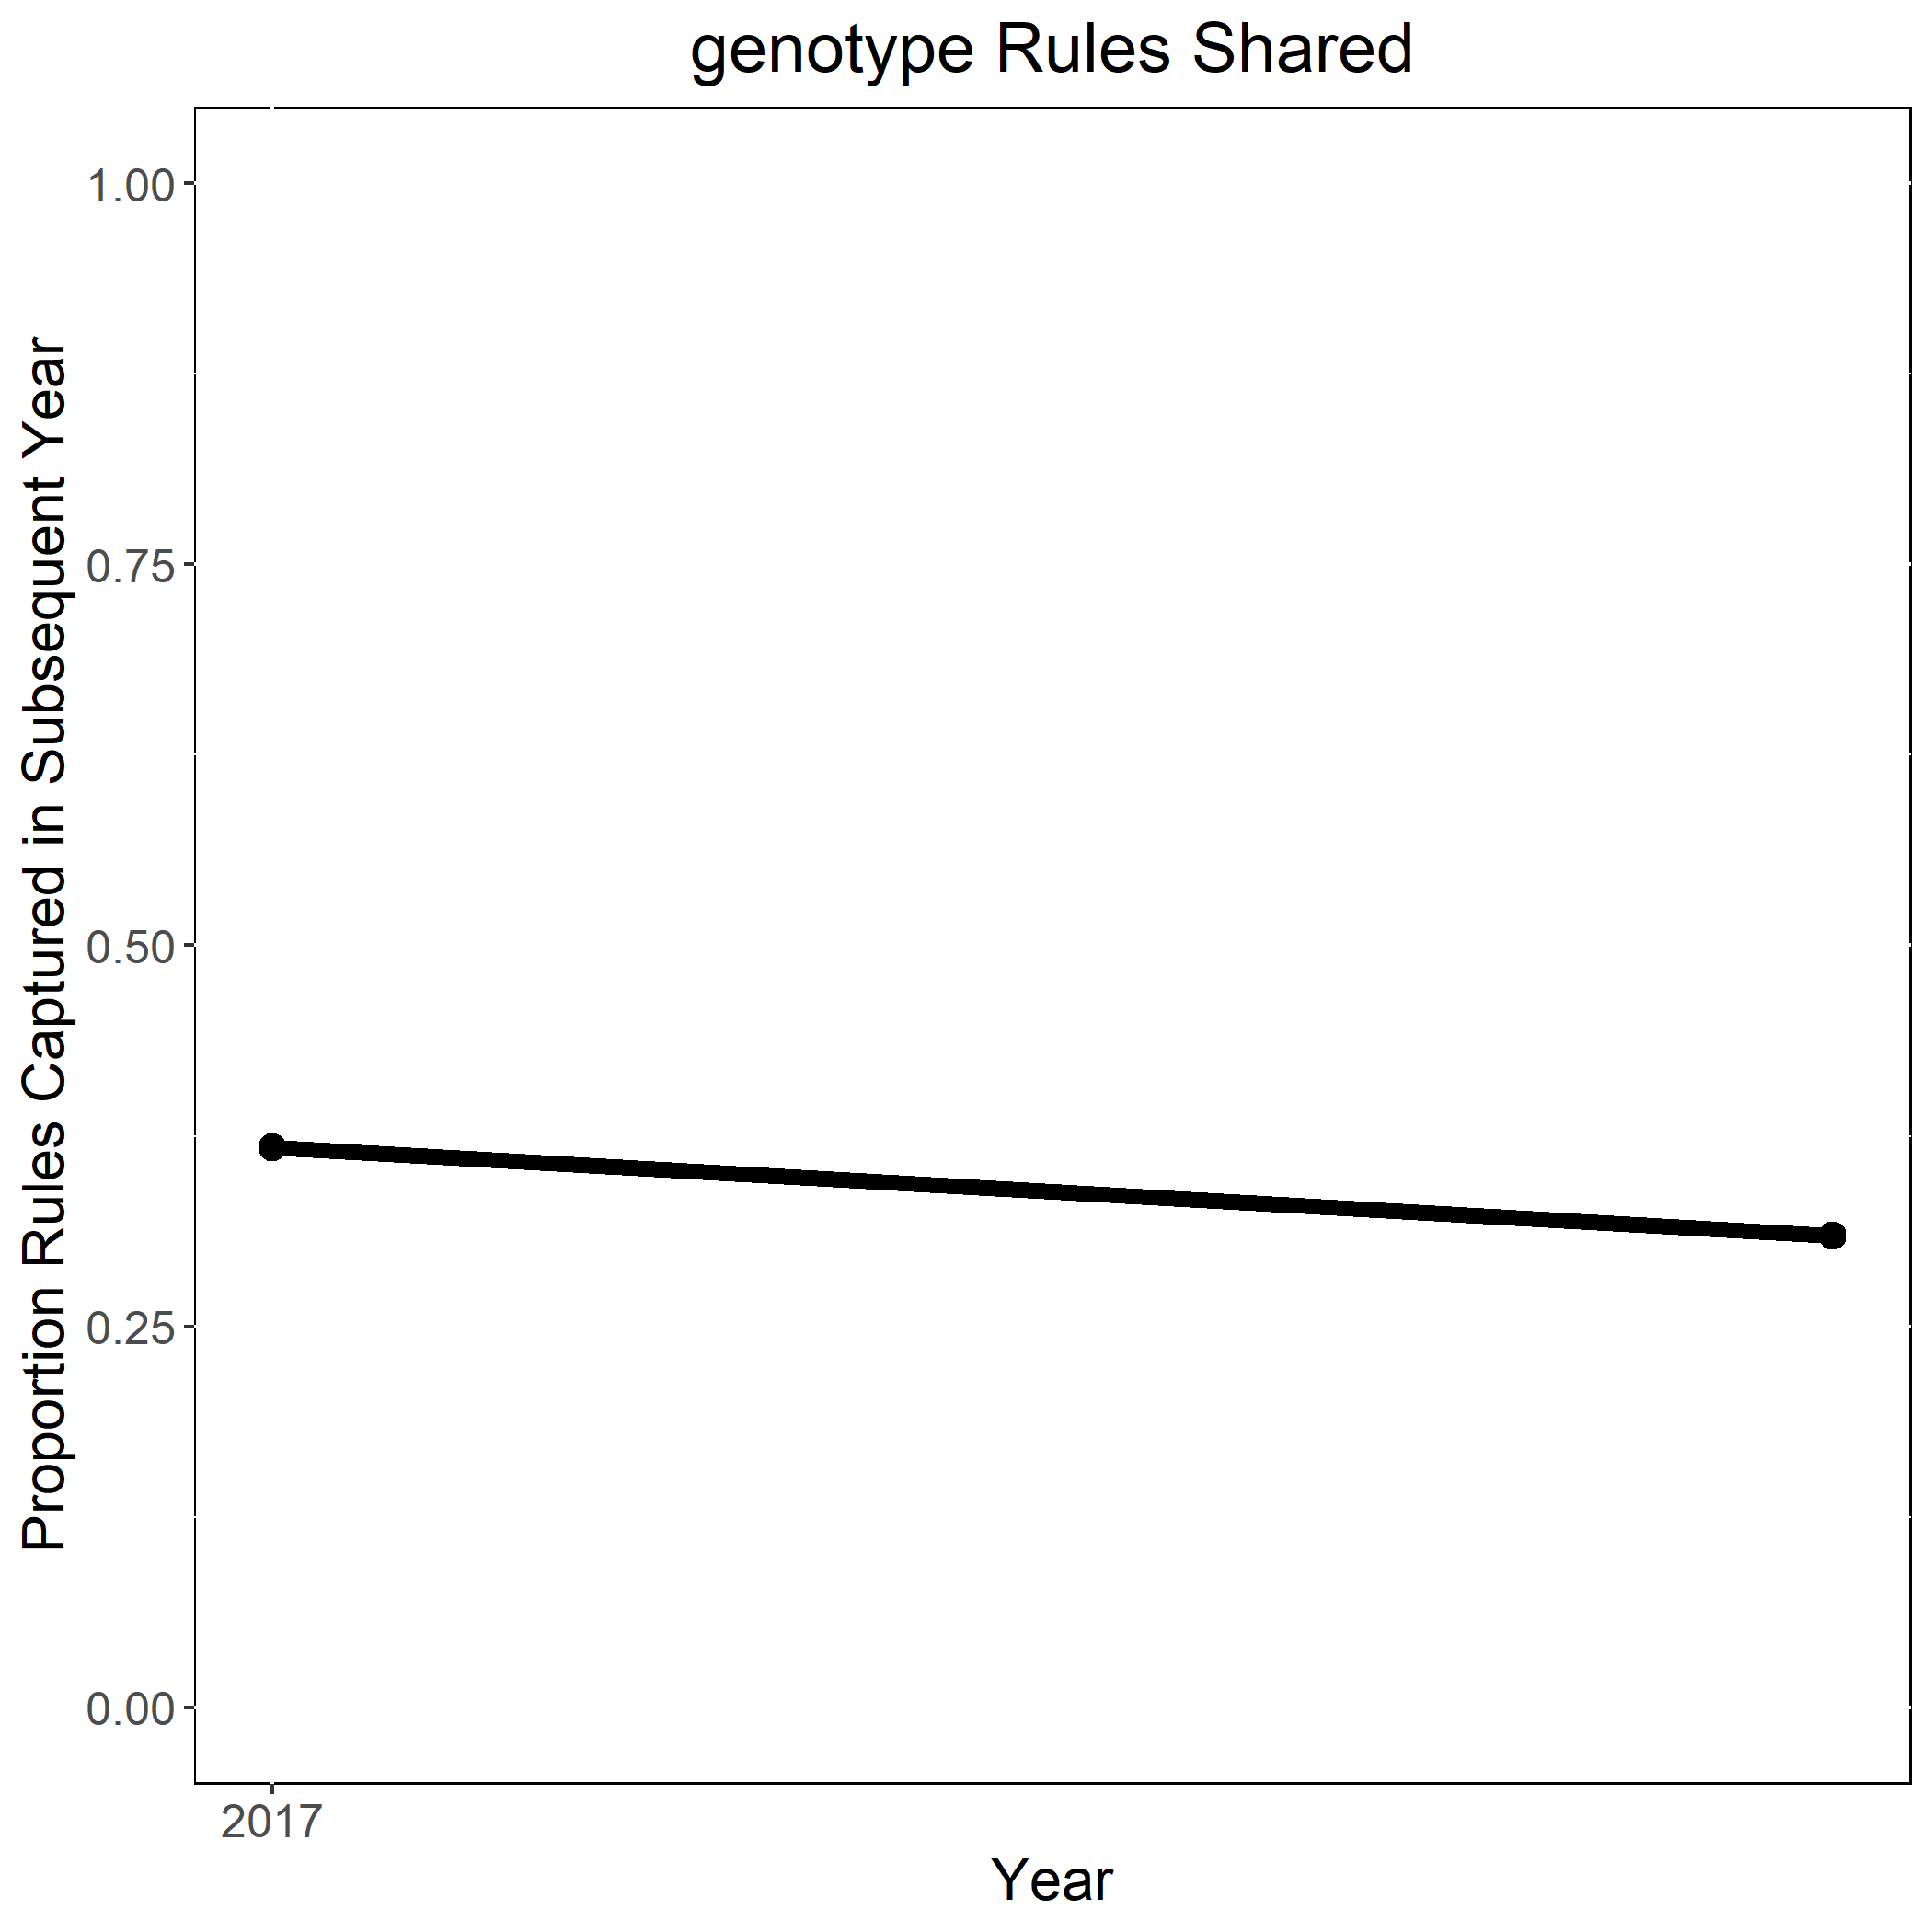 genotype Rules Shared
Proportion Rules Captured in Subsequent Year
1.00
0.75
0.50
0.25
0.00
2017
Year